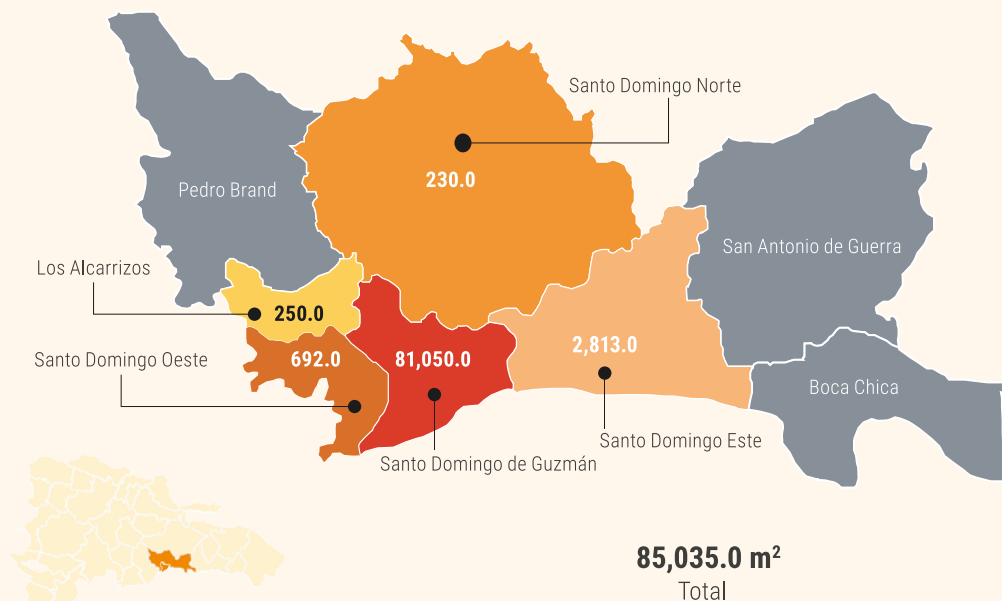 Santo Domingo Norte
230.0
Pedro Brand
San Antonio de Guerra
Los Alcarrizos
250.0
2,813.0
Santo Domingo Oeste
692.0
81,050.0
Boca Chica
Santo Domingo Este
Santo Domingo de Guzmán
85,035.0 m²
Total